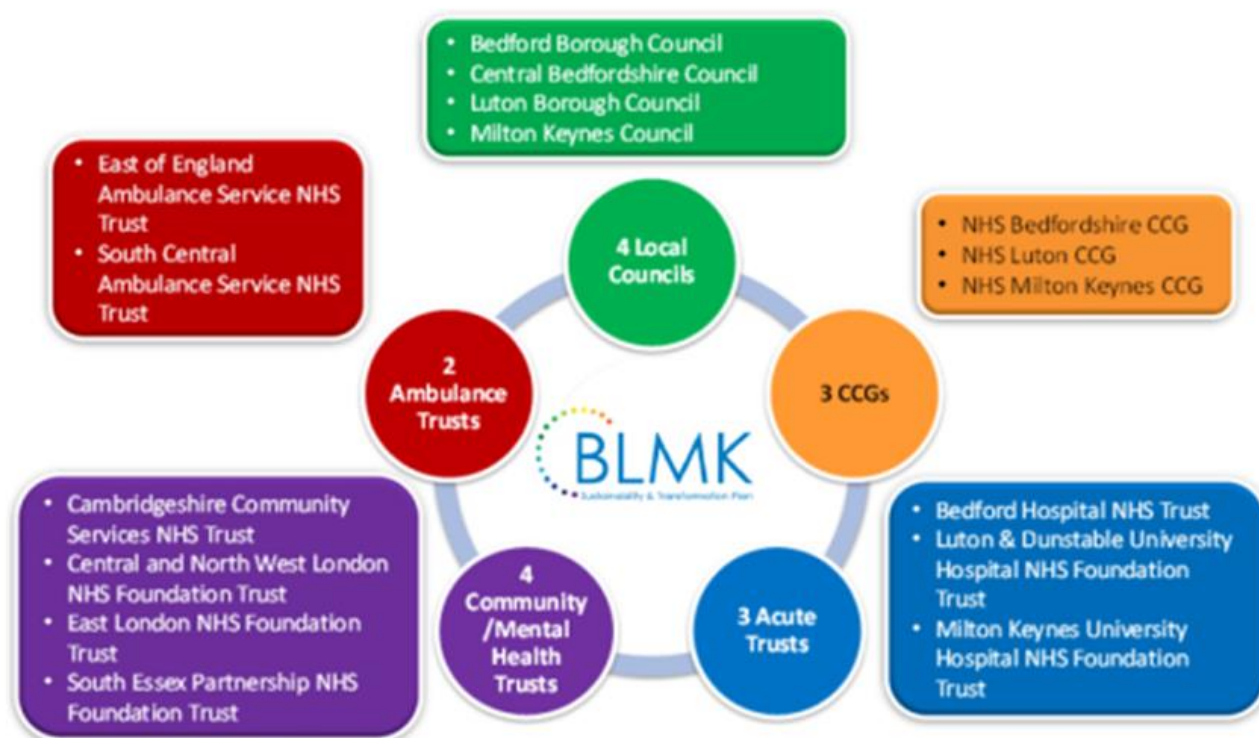 • Bedford Borough Council
• Central Bedfordshire Council
• Luton Borough Council
• Milton Keynes Council
• East of England
Ambulance Service NHS
Trust
• South Central
Ambulance Service NHS
Trust
• NHS Bedfordshire CCG
• NHS Luton CCG
• NHS Milton Keynes CCG
4 Local
Councils
2
Ambulance
Trusts
3 CCGs
BLMK
Sustainability & Transformation Plan
• Cambridgeshire Community
Services NHS Trust
• Central and North West London
NHS Foundation Trust
• East London NHS Foundation
Trust
• South Essex Partnership NHS
Foundation Trust
4
Community
/Mental
Health
Trusts
3 Acute
Trusts
• Bedford Hospital NHS Trust
• Luton & Dunstable University
Hospital NHS Foundation
Trust
• Milton Keynes University
Hospital NHS Foundation
Trust